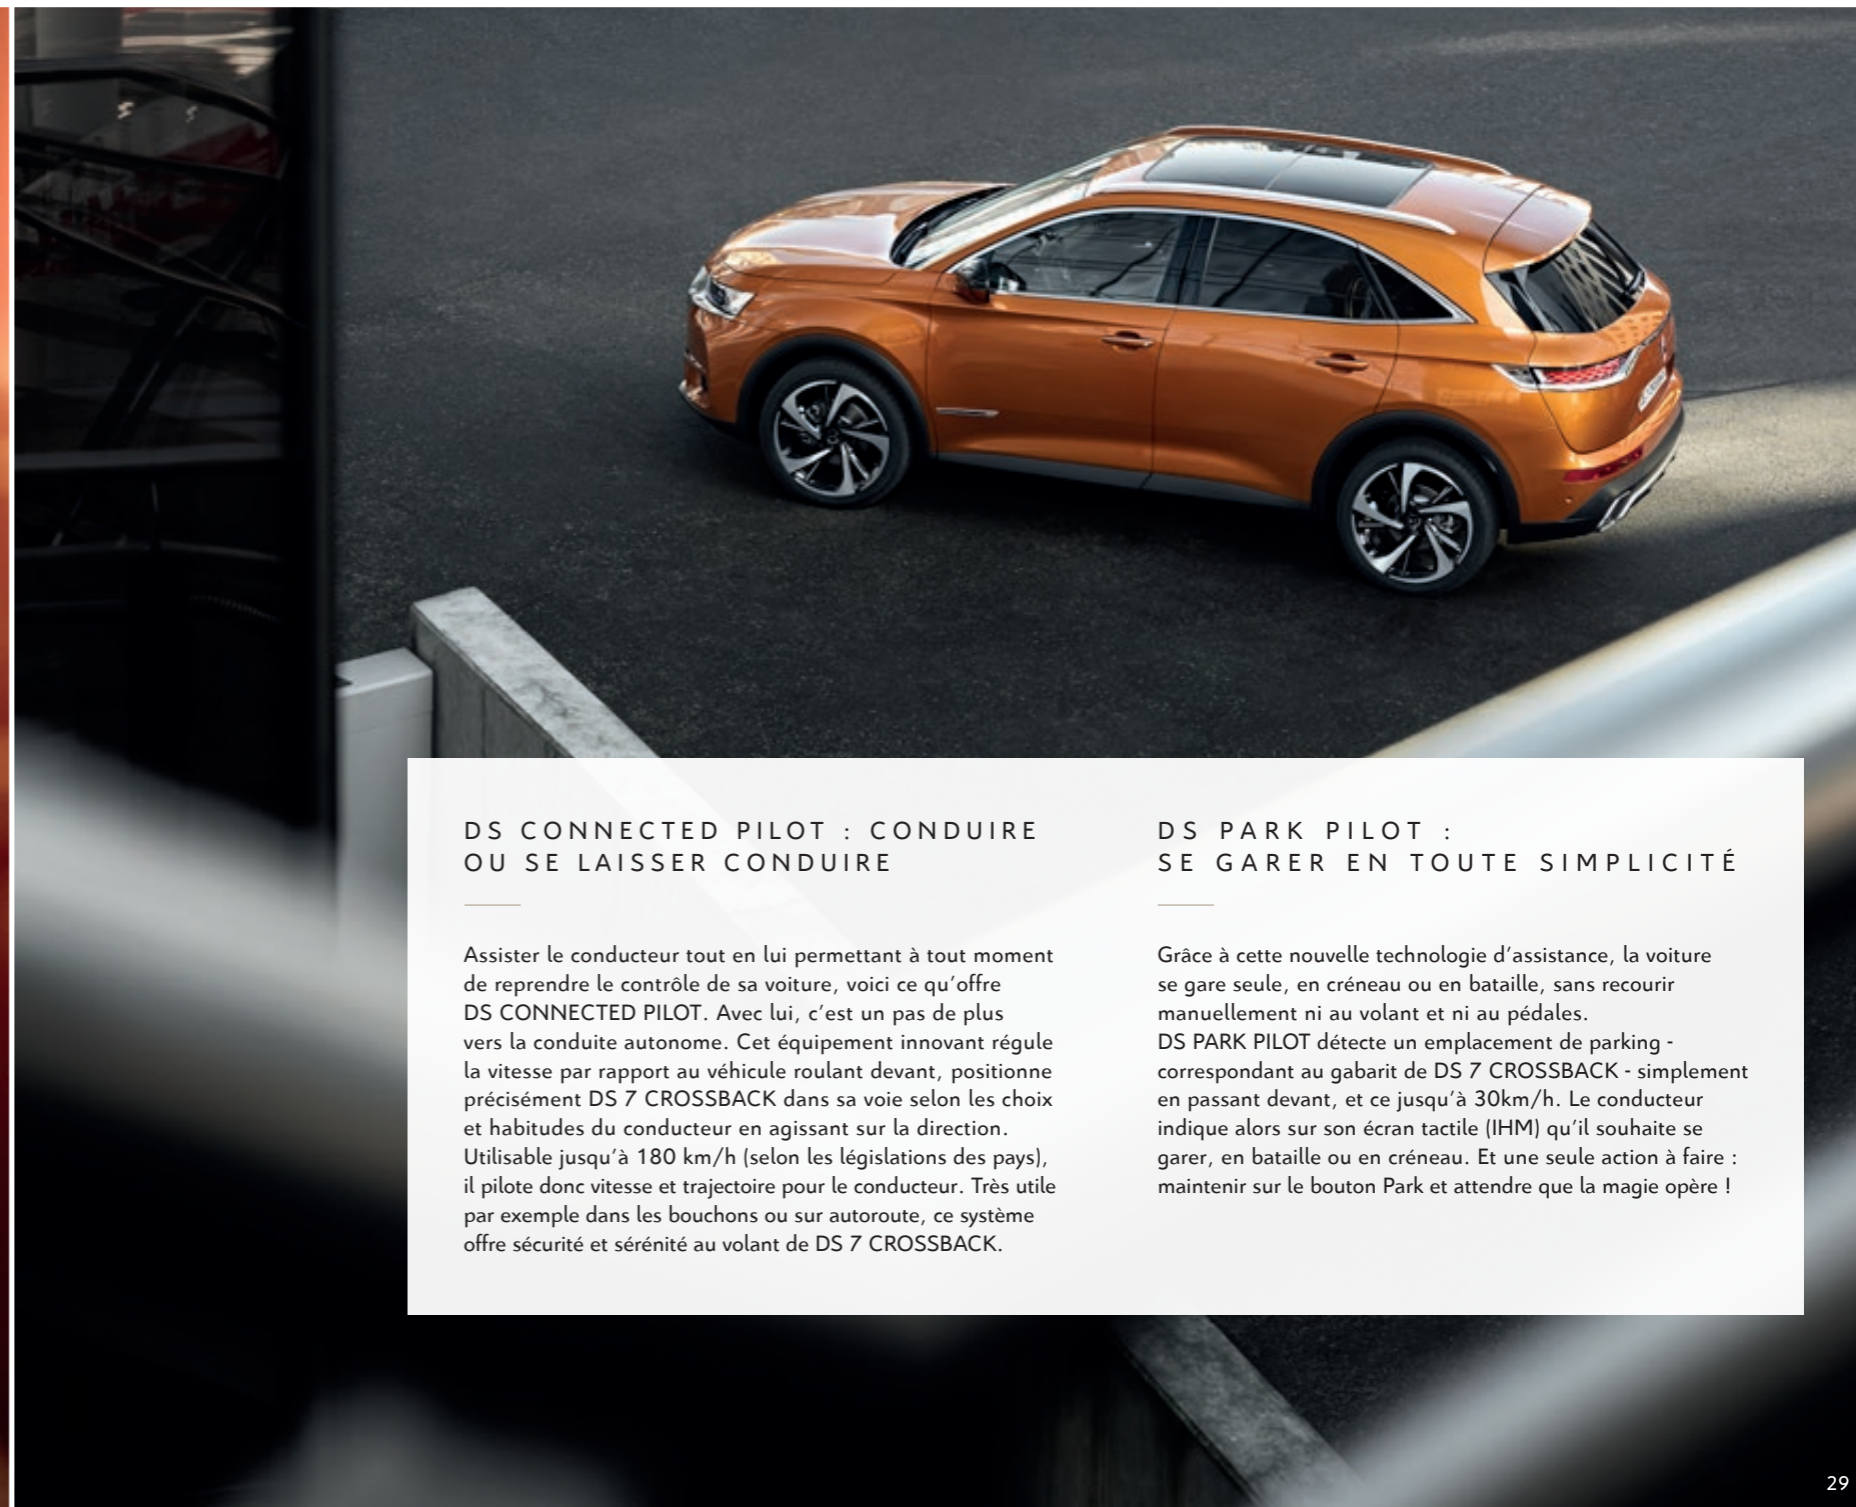 DS CONNECTED PILOT : CONDUIRE
OU SE LAISSER CONDUIRE
Assister le conducteur tout en lui permettant à tout moment
de reprendre le contrôle de sa voiture, voici ce qu'offre
DS CONNECTED PILOT. Avec lui, c'est un pas de plus
vers la conduite autonome. Cet équipement innovant régule
la vitesse par rapport au véhicule roulant devant, positionne
précisément DS 7 CROSSBACK dans sa voie selon les choix
et habitudes du conducteur en agissant sur la direction.
Utilisable jusqu'à 180 km/h (selon les législations des pays),
il pilote donc vitesse et trajectoire pour le conducteur. Très utile
par exemple dans les bouchons ou sur autoroute, ce système
offre sécurité et sérénité au volant de DS 7 CROSSBACK.
DS PARK PILOT :
SE GARER EN TOUTE SIMPLICITÉ
Grâce à cette nouvelle technologie d'assistance, la voiture
se gare seule, en créneau ou en bataille, sans recourir
manuellement ni au volant et ni au pédales.
DS PARK PILOT détecte un emplacement de parking -
correspondant au gabarit de DS 7 CROSSBACK - simplement
en passant devant, et ce jusqu'à 30km/h. Le conducteur
indique alors sur son écran tactile (IHM) qu'il souhaite se
garer, en bataille ou en créneau. Et une seule action à faire :
maintenir sur le bouton Park et attendre que la magie opère !
29